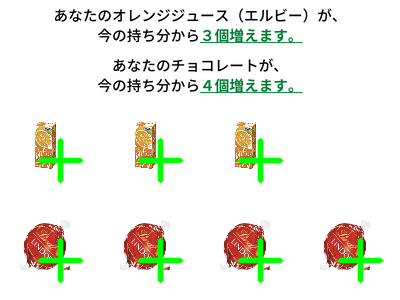 あなたのオレンジジュース（エルビー）が、
今の持ち分から３個増えます。
あなたのチョコレートが、
今の持ち分から４個増えます。